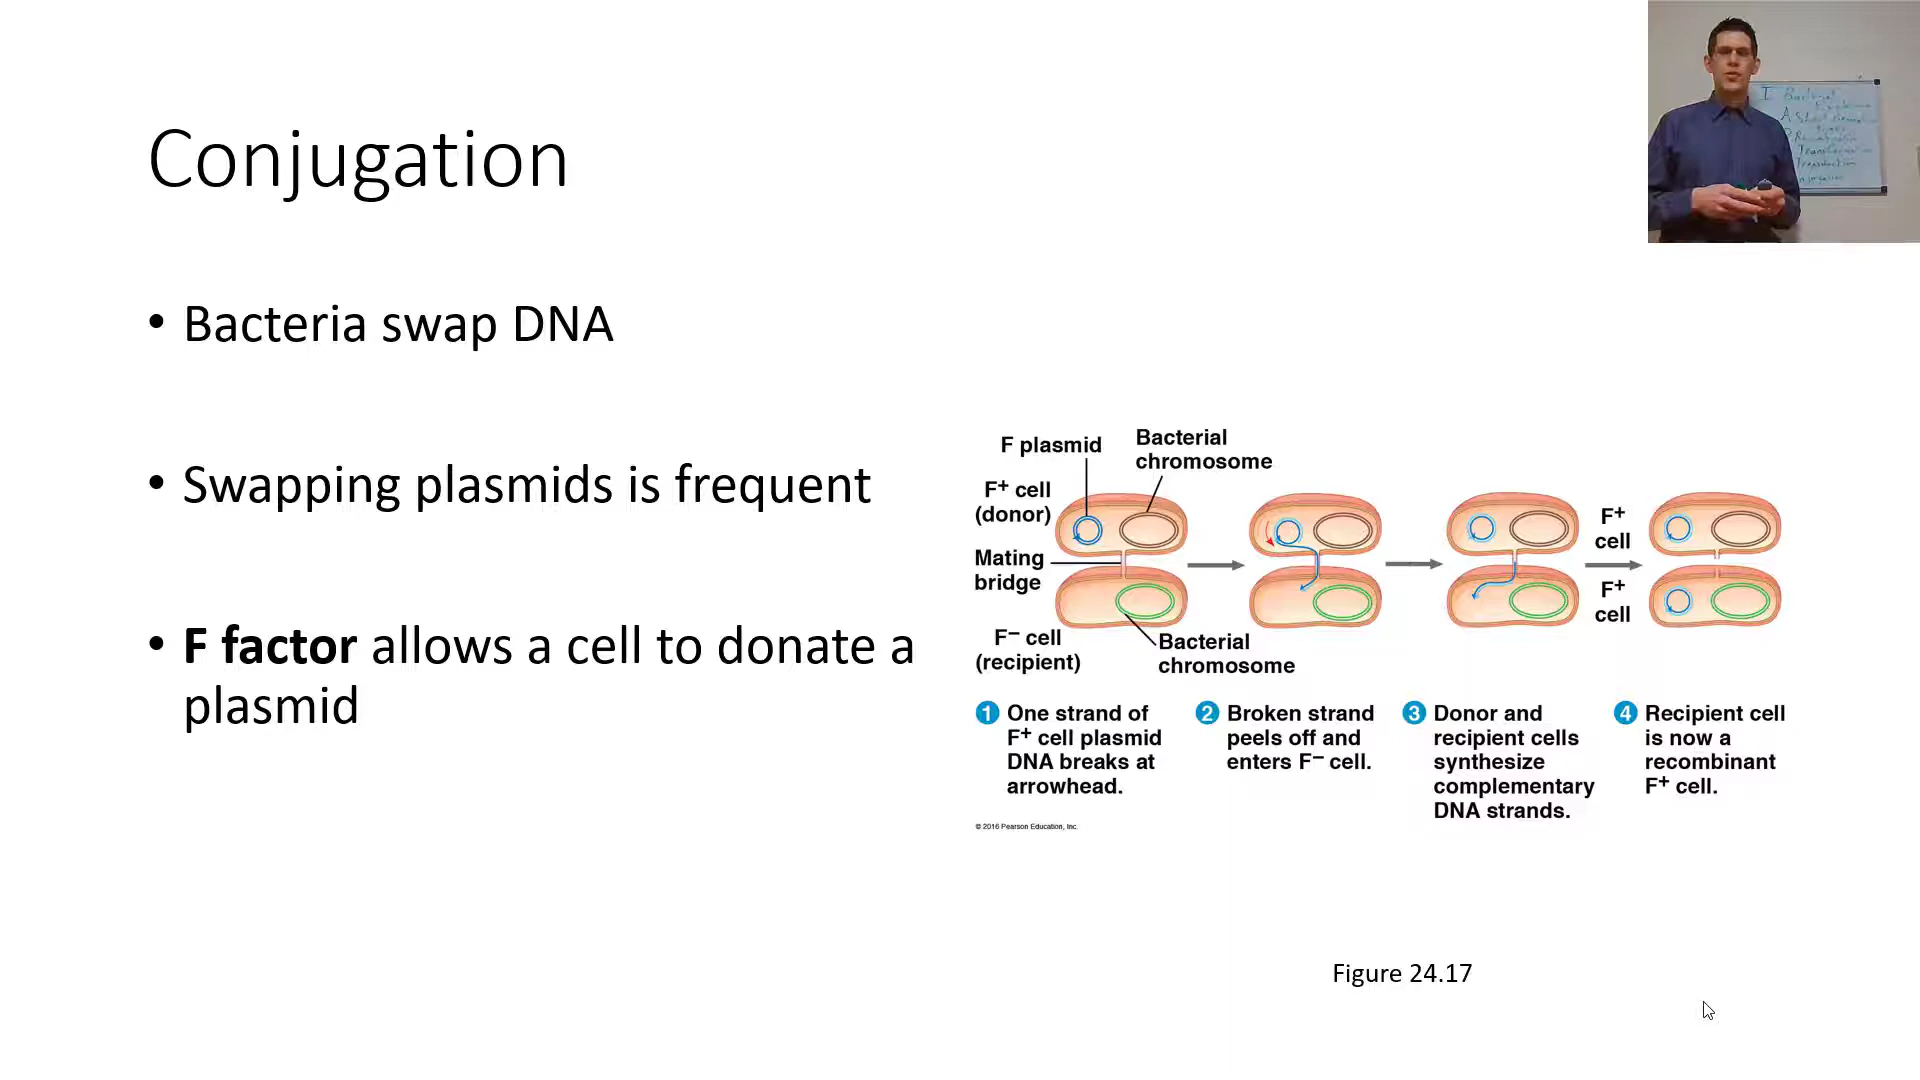 Conjugation
• Bacteria swap DNA
• Swapping plasmids is frequent
• F factor allows a cell to donate a
plasmid
F plasmid
Bacterial
chromosome
F+ cell
(donor)
Mating
bridge
F– cell
(recipient)
Bacterial
chromosome
F+
cell
F+
cell
1 One strand of
F+ cell plasmid
DNA breaks at
arrowhead.
2 Broken strand
peels off and
enters F– cell.
3 Donor and
recipient cells
synthesize
complementary
DNA strands.
4 Recipient cell
is now a
recombinant
F+ cell.
© 2016 Pearson Education, Inc.
Figure 24.17
I Bacterial
A